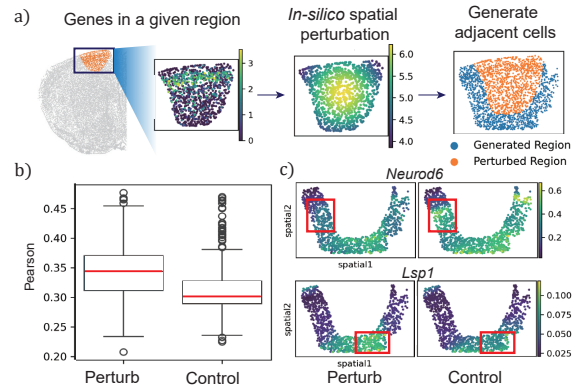 a)
Genes in a given region
In-silico spatial
perturbation
Generate
adjacent cells
3
2
1
0
6.0
5.5
5.0
4.5
4.0
Generated Region
Perturbed Region
b)
Pearson
0.45
0.40
0.35
0.30
0.25
0.20
Perturb
Control
c)
Neurod6
spatial2
spatial1
0.6
0.4
0.2
Lsp1
spatial2
spatial1
0.100
0.075
0.050
0.025
Perturb
Control